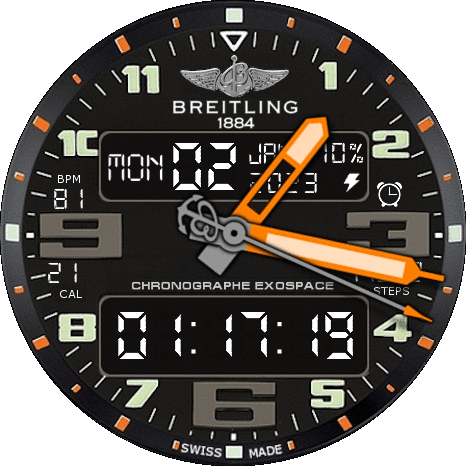 11
1
BREITLING
1884
10
2
MON 02 JAN 10%
2023
BPM
81
9
3
21
CAL
STEPS
CHRONOGRAPHE EXOSPACE
8
4
01:17:19
7
6
5
SWISS MADE